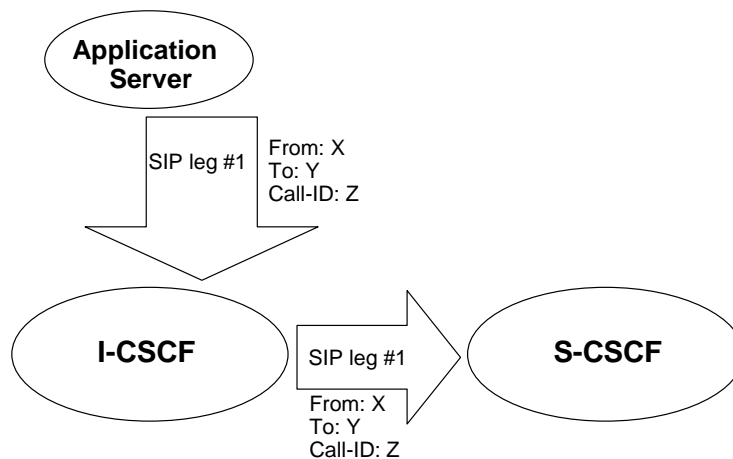 Application
Server
SIP leg #1
From: X
To: Y
Call-ID: Z
I-CSCF
SIP leg #1
S-CSCF
From: X
To: Y
Call-ID: Z